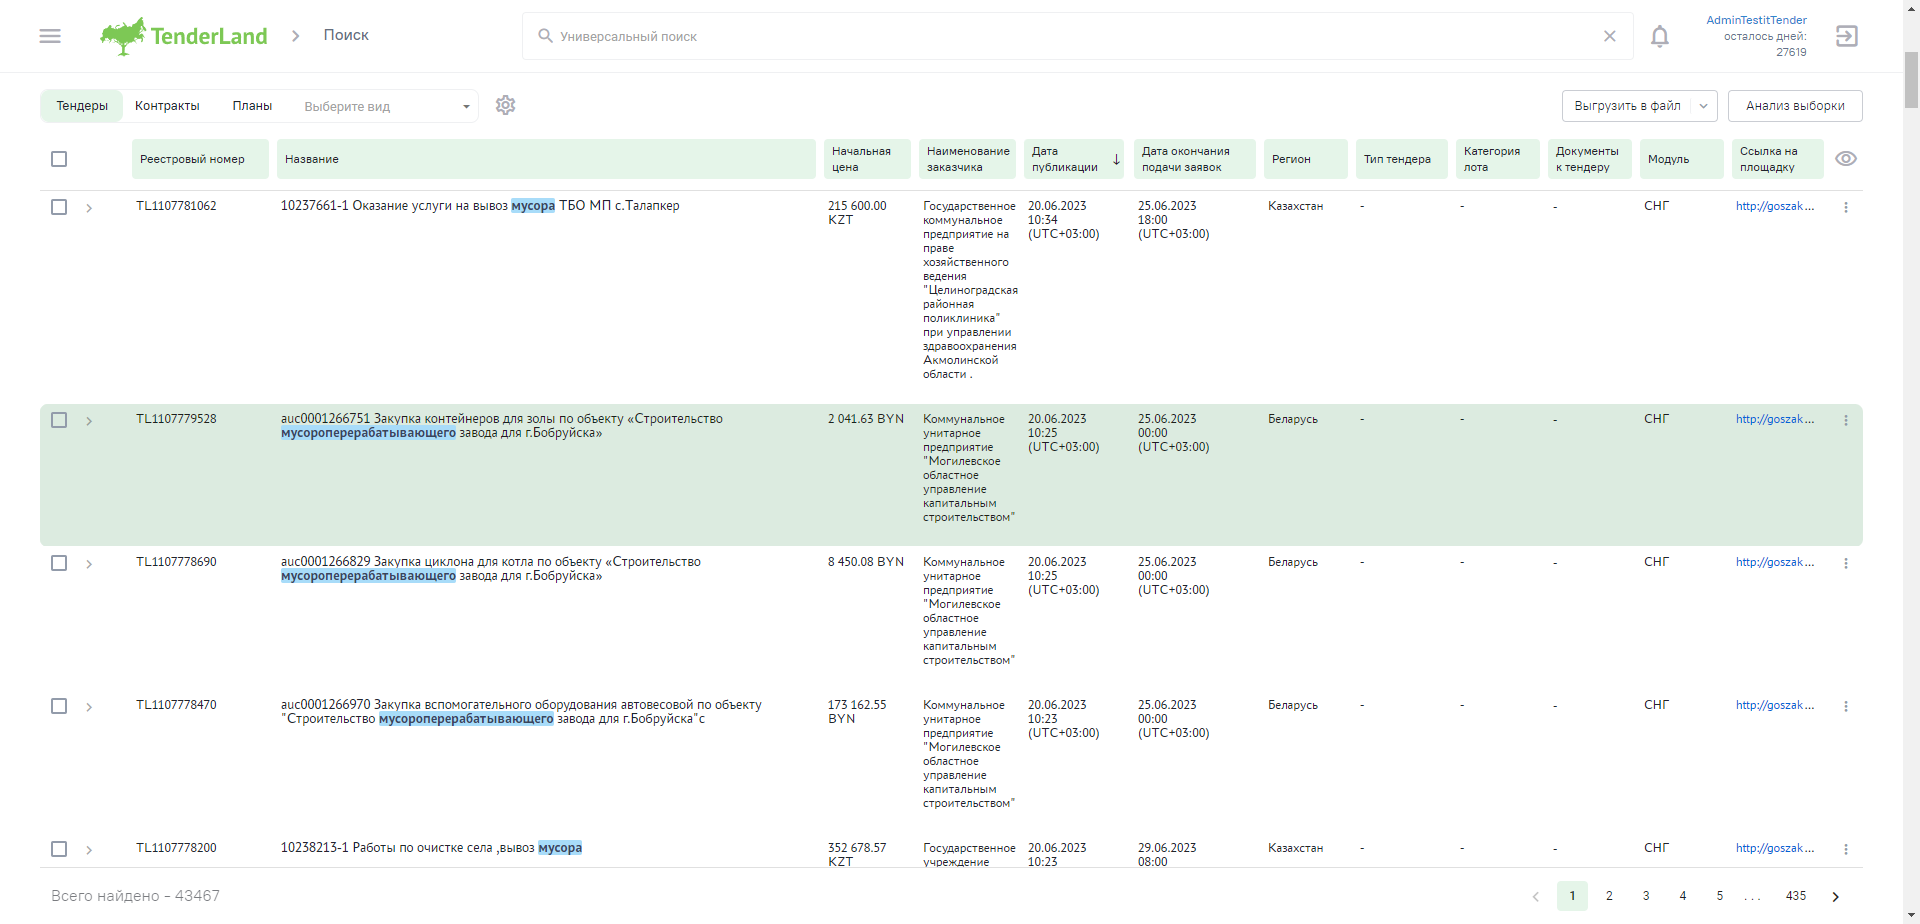 TenderLand
Поиск
Универсальный поиск
AdminTestitTender
осталось дней:
27619
Тендеры
Контракты
Планы
Выберите вид
Выгрузить в файл
Анализ выборки
Реестровый номер
Название
Начальная
цена
Наименование
заказчика
Дата
публикации
Дата окончания
подачи заявок
Регион
Тип тендера
Категория
лота
Документы
к тендеру
Модуль
Ссылка на
площадку
TL1107781062
10237661-1 Оказание услуги на вывоз мусора ТБО МП с.Талапкер
215 600.00
KZT
Государственное
коммунальное
предприятие на
праве
хозяйственного
ведения
"Целиноградская
районная
поликлиника"
при управлении
здравоохранения
Акмолинской
области .
20.06.2023
10:34
(UTC+03:00)
25.06.2023
18:00
(UTC+03:00)
Казахстан
-
-
-
СНГ
http://goszak...
TL1107779528
auc0001266751 Закупка контейнеров для золы по объекту «Строительство
мусороперерабатывающего завода для г.Бобруйска»
2 041.63 BYN
Коммунальное
унитарное
предприятие
"Могилевское
областное
управление
капитальным
строительством"
20.06.2023
10:25
(UTC+03:00)
25.06.2023
00:00
(UTC+03:00)
Беларусь
-
-
-
СНГ
http://goszak...
TL1107778690
auc0001266829 Закупка циклона для котла по объекту «Строительство
мусороперерабатывающего завода для г.Бобруйска»
8 450.08 BYN
Коммунальное
унитарное
предприятие
"Могилевское
областное
управление
капитальным
строительством"
20.06.2023
10:25
(UTC+03:00)
25.06.2023
00:00
(UTC+03:00)
Беларусь
-
-
-
СНГ
http://goszak...
TL1107778470
auc0001266970 Закупка вспомогательного оборудования автовесовой по объекту
"Строительство мусороперерабатывающего завода для г.Бобруйска"с
173 162.55
BYN
Коммунальное
унитарное
предприятие
"Могилевское
областное
управление
капитальным
строительством"
20.06.2023
10:23
(UTC+03:00)
25.06.2023
00:00
(UTC+03:00)
Беларусь
-
-
-
СНГ
http://goszak...
TL1107778200
10238213-1 Работы по очистке села ,вывоз мусора
352 678.57
KZT
Государственное
учреждение
20.06.2023
10:23
29.06.2023
08:00
Казахстан
-
-
-
СНГ
http://goszak...
Всего найдено - 43467
1 2 3 4 5 ... 435